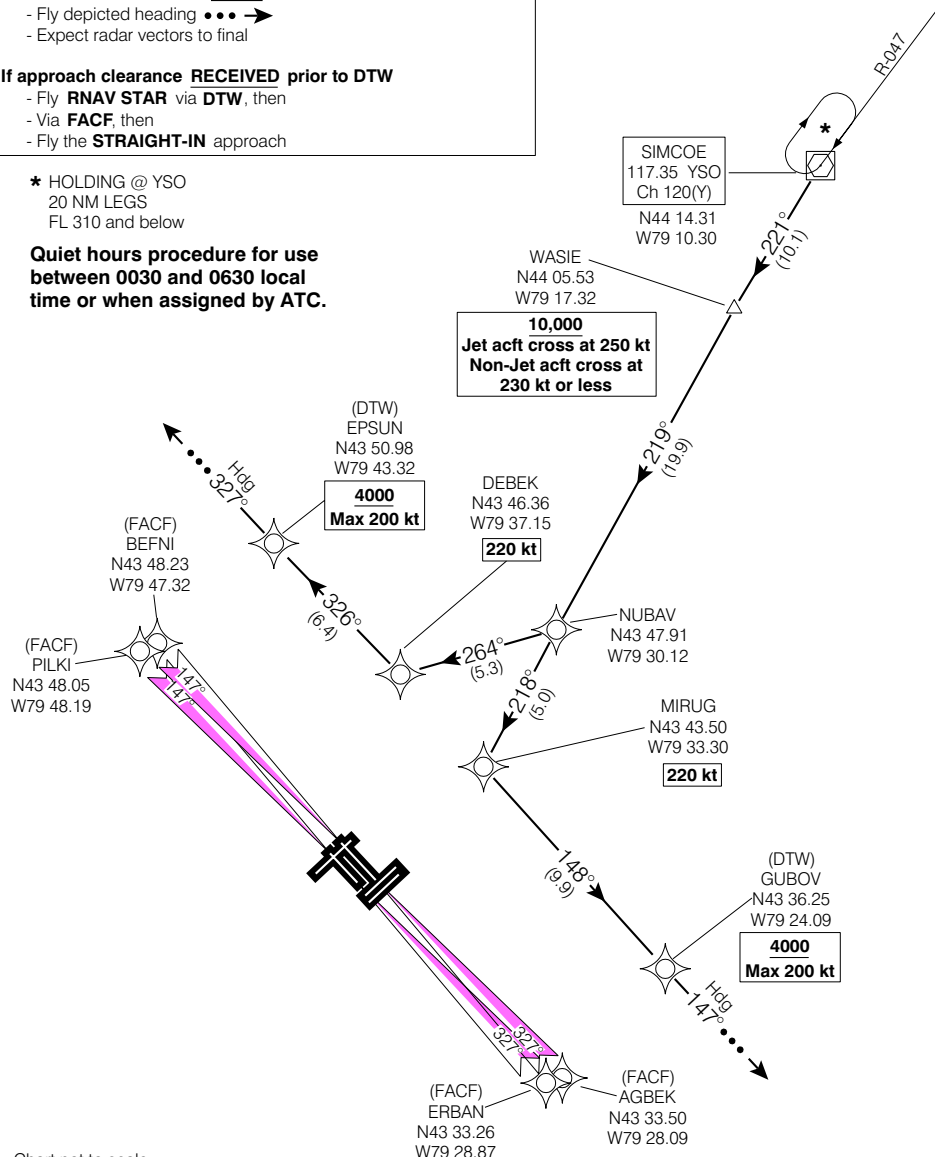 - Fly depicted heading
- Expect radar vectors to final
If approach clearance RECEIVED prior to DTW
- Fly RNAV STAR via DTW, then
- Via FACF, then
- Fly the STRAIGHT-IN approach
* HOLDING @ YSO
20 NM LEGS
FL 310 and below
Quiet hours procedure for use
between 0030 and 0630 local
time or when assigned by ATC.
R-047
*
SIMCOE
117.35 YSO
Ch 120(Y)
N44 14.31
W79 10.30
221°
(10.1)
WASIE
N44 05.53
W79 17.32
10,000
Jet acft cross at 250 kt
Non-Jet acft cross at
230 kt or less
219°
(19.9)
(DTW)
EPSUN
N43 50.98
W79 43.32
4000
Max 200 kt
Hdg
327°
DEBEK
N43 46.36
W79 37.15
220 kt
(FACF)
BEFNI
N43 48.23
W79 47.32
326°
(6.4)
264°
(5.3)
NUBAV
N43 47.91
W79 30.12
(FACF)
PILKI
N43 48.05
W79 48.19
147°
147°
218°
(5.0)
MIRUG
N43 43.50
W79 33.30
220 kt
148°
(9.9)
(DTW)
GUBOV
N43 36.25
W79 24.09
4000
Max 200 kt
Hdg
147°
327°
327°
(FACF)
ERBAN
N43 33.26
W79 28.87
(FACF)
AGBEK
N43 33.50
W79 28.09
Chart not to scale